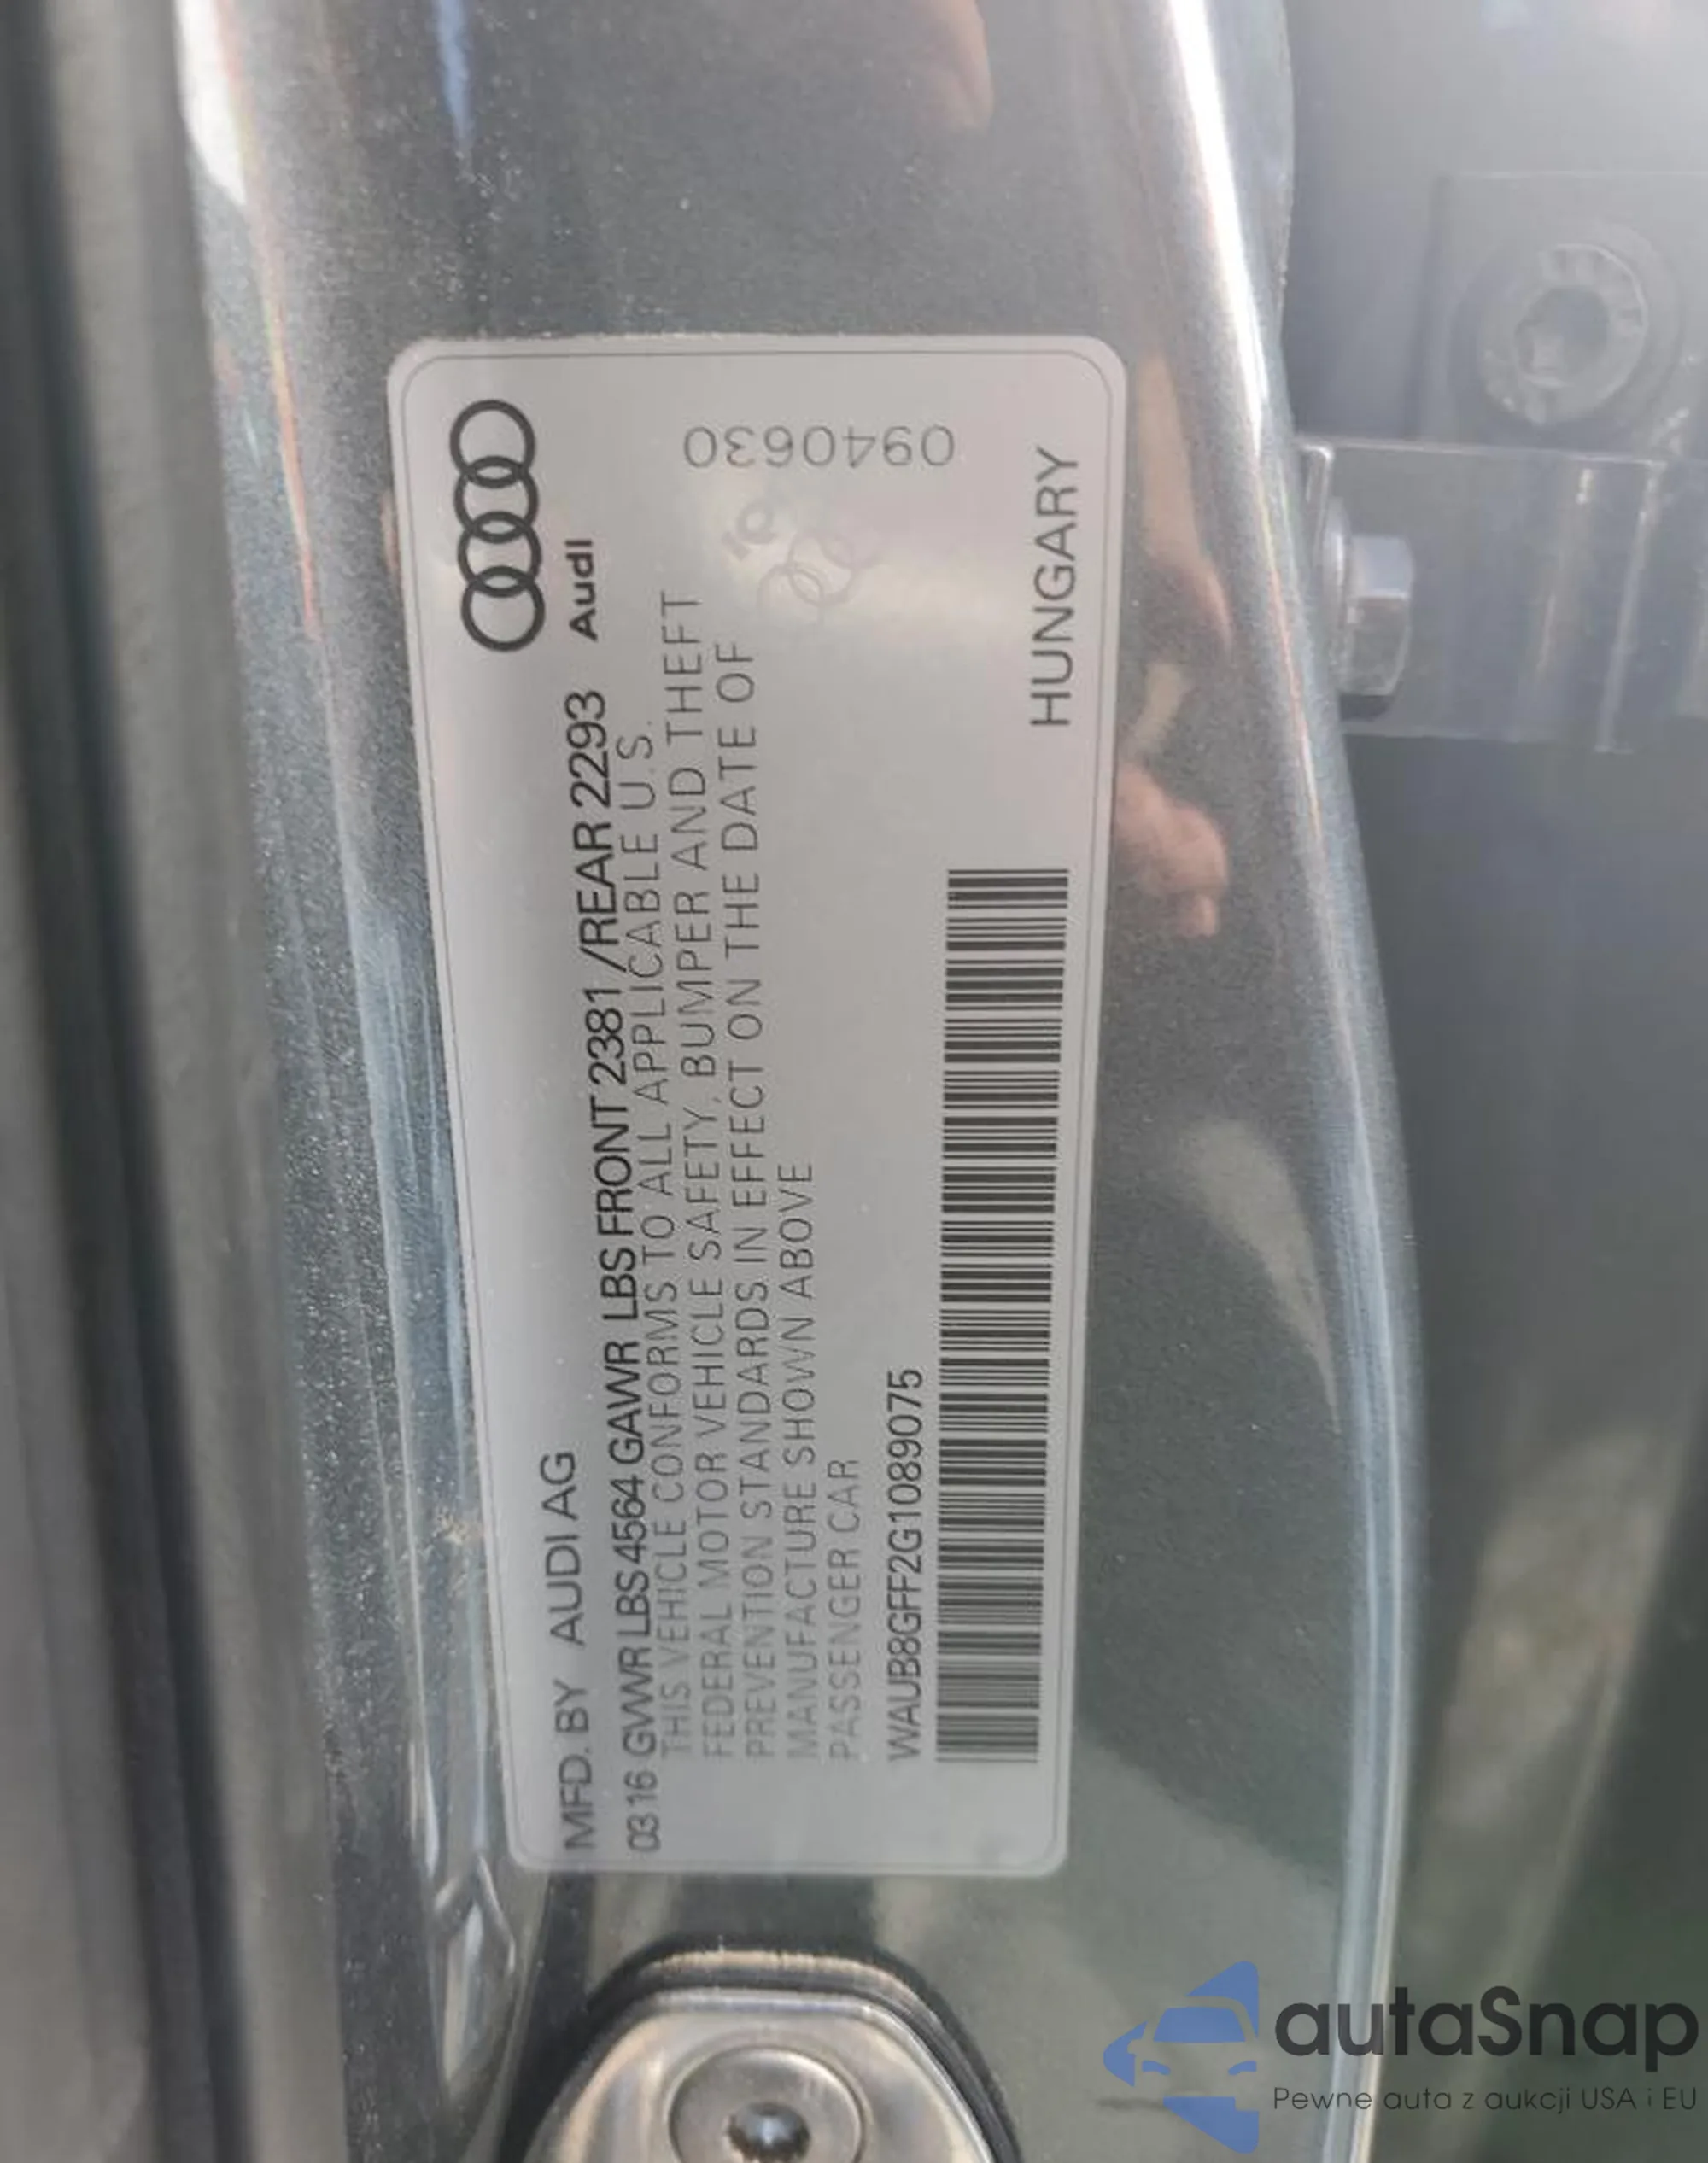 MFD. BY AUDI AG
03 16 GVWR LBS 4564 GAWR LBS FRONT 2381 /REAR 2293
Audi
THIS VEHICLE CONFORMS TO ALL APPLICABLE U.S.
FEDERAL MOTOR VEHICLE SAFETY, BUMPER AND THEFT
PREVENTION STANDARDS IN EFFECT ON THE DATE OF
MANUFACTURE SHOWN ABOVE
PASSENGER CAR
WAUB8GFF2G1089075
HUNGARY
0940630
autaSnap
Pewne auta z aukcji USA i EU